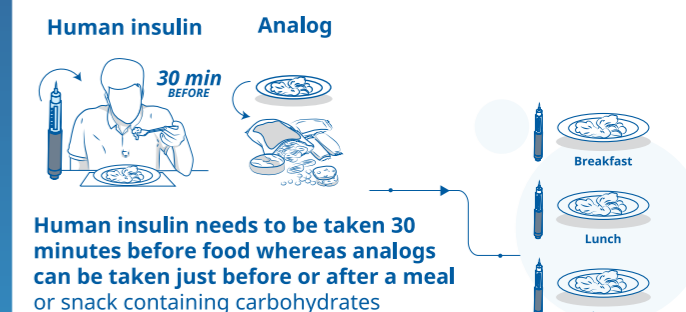 Human insulin
Analog
30 min
BEFORE
Human insulin needs to be taken 30
minutes before food whereas analogs
can be taken just before or after a meal
or snack containing carbohydrates
Breakfast
Lunch